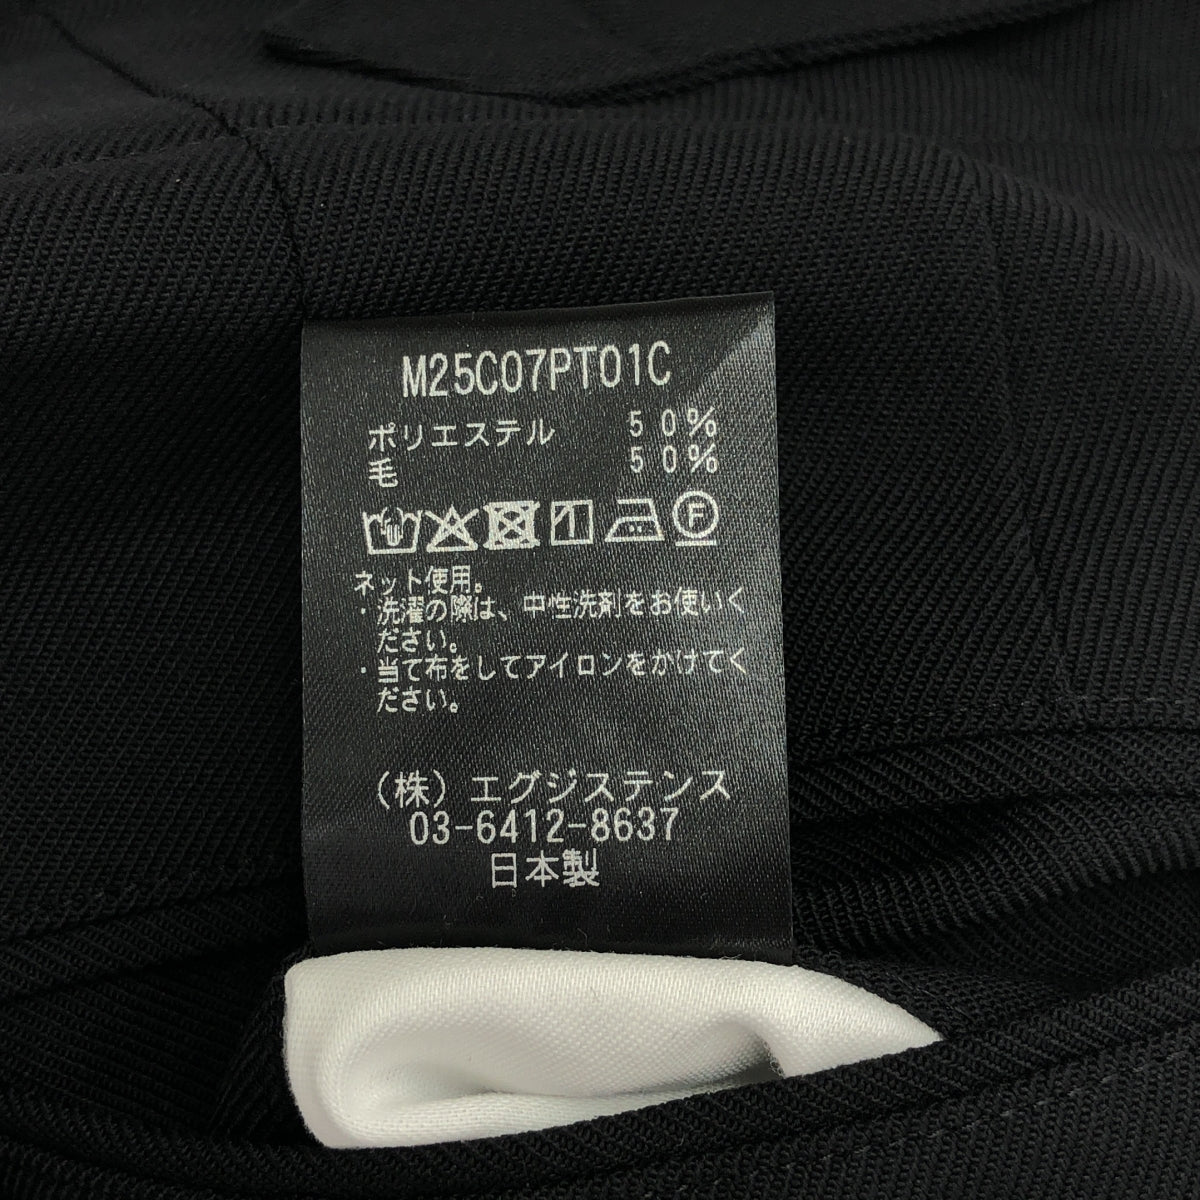 M25C07PT01C
ポリエステル 50%
毛 50%
F
ネット使用。
・洗濯の際は、中性洗剤をお使いく
ださい。
・当て布をしてアイロンをがけてく
ださい。
(株)エグジステンス
03-6412-8637
日本製